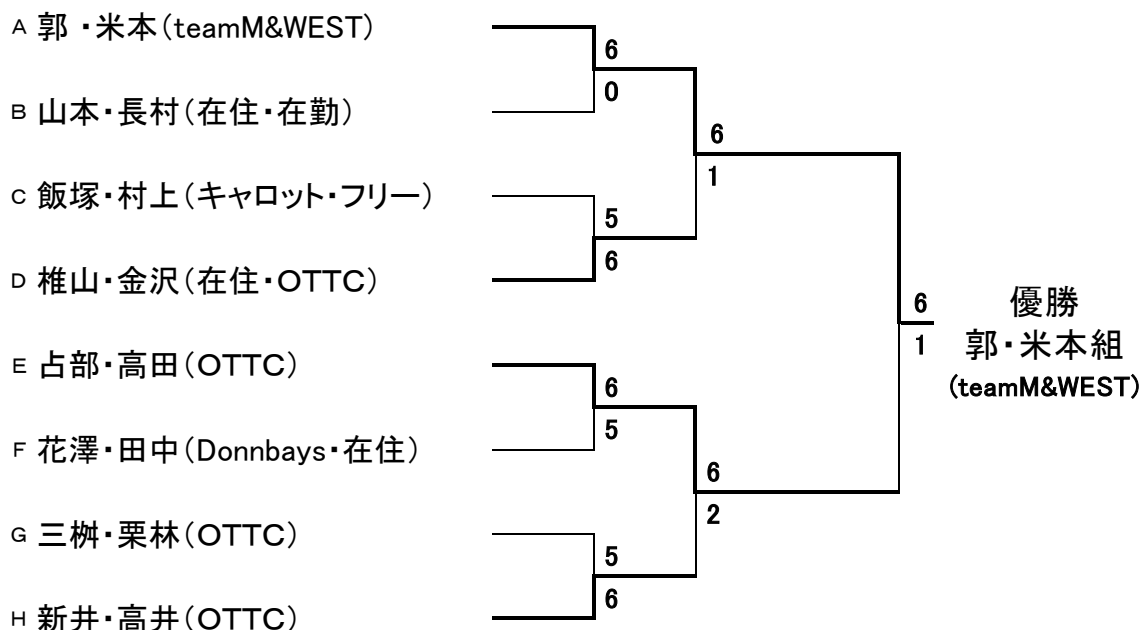 A 郭・米本(teamM&WEST)
6
0
B 山本・長村(在住・在勤)
6
1
C 飯塚・村上(キャロット・フリー)
5
6
D 椎山・金沢(在住・OTTC)
6
1
優勝
郭・米本組
(teamM&WEST)
E 占部・高田(OTTC)
6
5
F 花澤・田中(Donnbays・在住)
6
2
G 三桝・栗林(OTTC)
5
6
H 新井・高井(OTTC)